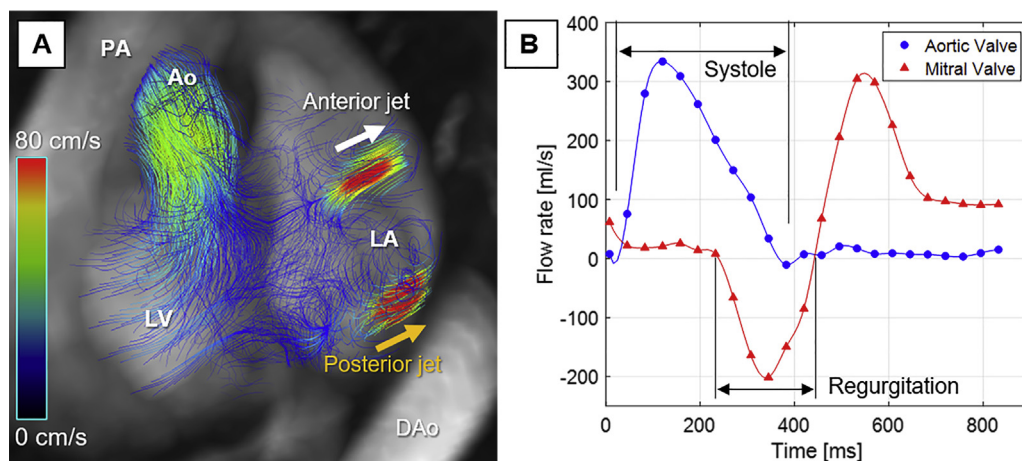 A
PA
Ao
Anterior jet
80 cm/s
LA
LV
Posterior jet
0 cm/s
DAo
B
400
300
200
100
0
-100
-200
Flow rate [ml/s]
Systole
Aortic Valve
Mitral Valve
Regurgitation
0 200 400 600 800
Time [ms]